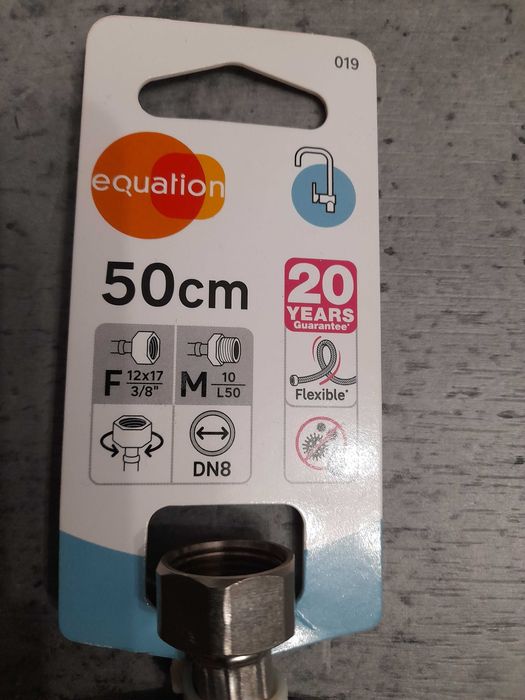 019
equation
50cm
20
YEARS
Guarantee*
F 12x17
3/8"
M 10
L50
Flexible*
DN8